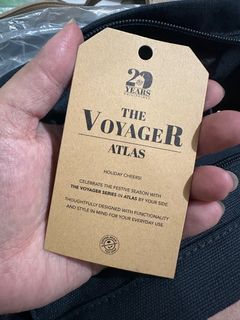 20
YEARS
THE
VOYAGER
ATLAS
HOLIDAY CHEERS!
CELEBRATE THE FESTIVE SEASON WITH
THE VOYAGER SERIES IN ATLAS BY YOUR SIDE.
THOUGHTFULLY DESIGNED WITH FUNCTIONALITY
AND STYLE IN MIND FOR YOUR EVERYDAY USE.